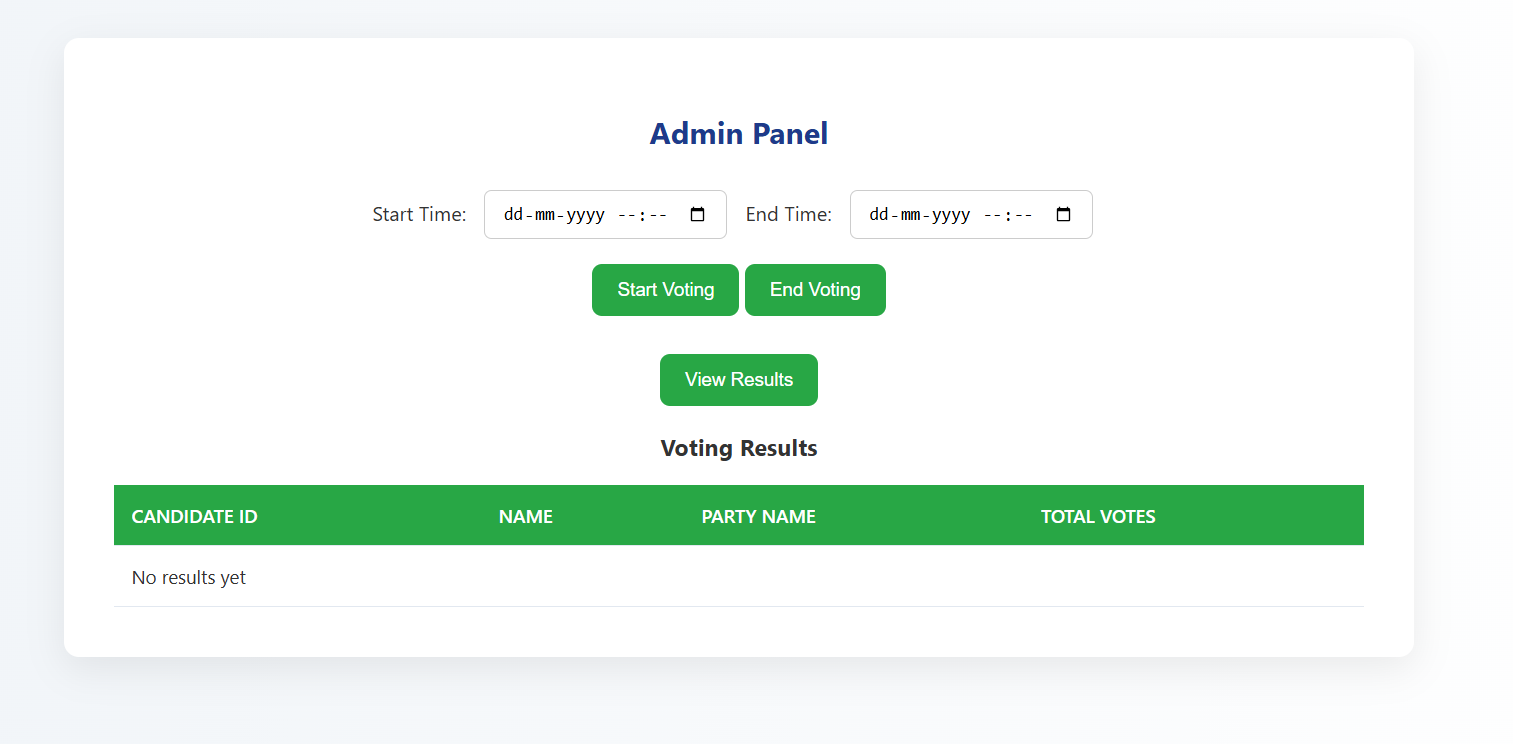 Admin Panel
Start Time: dd-mm-yyyy --:-- End Time: dd-mm-yyyy --:--
Start Voting End Voting
View Results
Voting Results
CANDIDATE ID NAME PARTY NAME TOTAL VOTES
No results yet